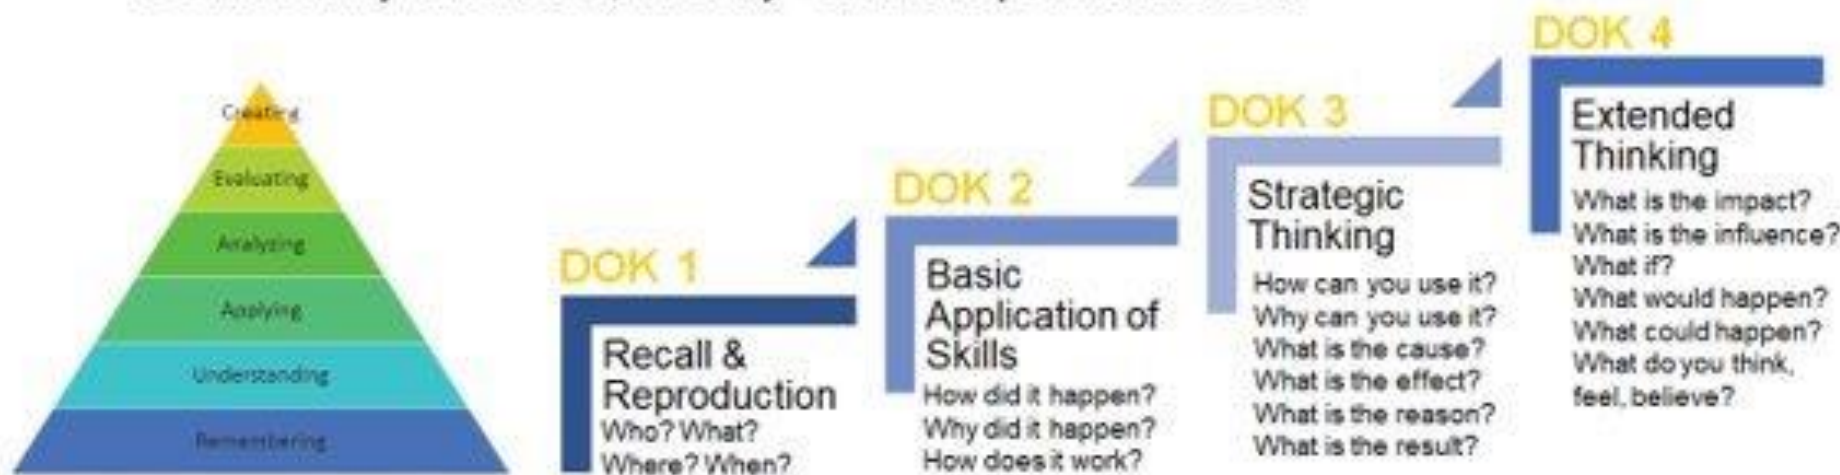 Creating
Evaluating
Analyzing
Applying
Understanding
Remembering
DOK 1
Recall &
Reproduction
Who? What?
Where? When?
DOK 2
Basic
Application of
Skills
How did it happen?
Why did it happen?
How does it work?
DOK 3
Strategic
Thinking
How can you use it?
Why can you use it?
What is the cause?
What is the effect?
What is the reason?
What is the result?
DOK 4
Extended
Thinking
What is the impact?
What is the influence?
What if?
What would happen?
What could happen?
What do you think,
feel, believe?